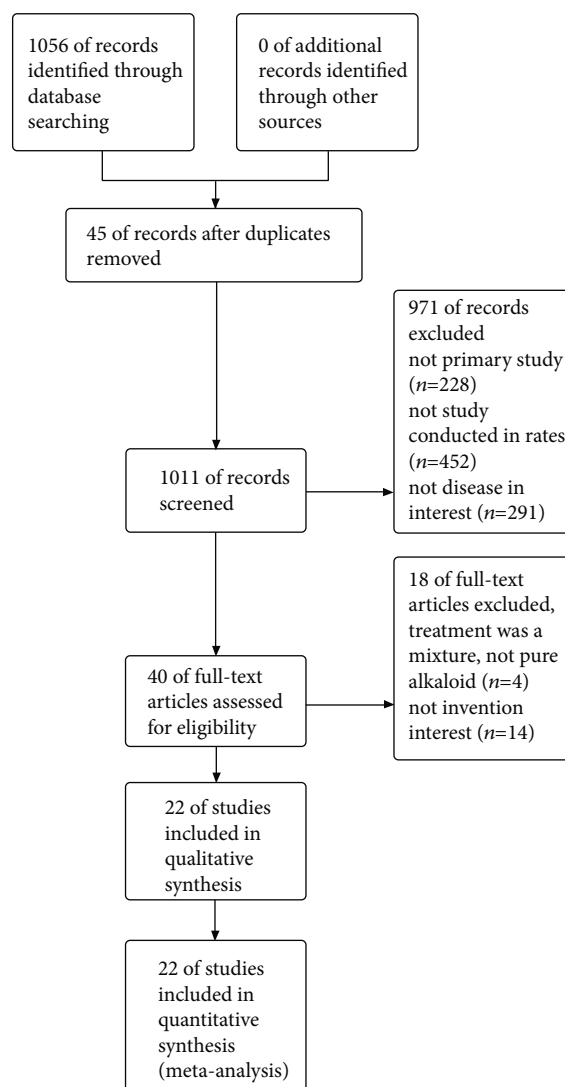 1056 of records
identified through
database
searching
0 of additional
records identified
through other
sources
45 of records after duplicates
removed
971 of records
excluded
not primary study
(n=228)
not study
conducted in rates
(n=452)
not disease in
interest (n=291)
1011 of records
screened
18 of full-text
articles excluded,
treatment was a
mixture, not pure
alkaloid (n=4)
not invention
interest (n=14)
40 of full-text
articles assessed
for eligibility
22 of studies
included in
qualitative
synthesis
22 of studies
included in
quantitative
synthesis
(meta-analysis)